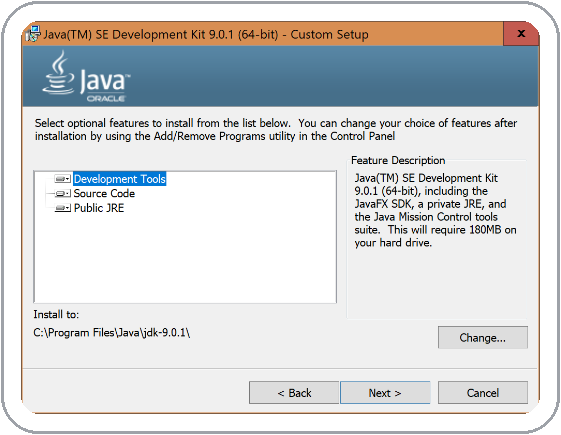 Java(TM) SE Development Kit 9.0.1 (64-bit) - Custom Setup
x
Java™
ORACLE
Select optional features to install from the list below.  You can change your choice of features after
installation by using the Add/Remove Programs utility in the Control Panel
Development Tools
Source Code
Public JRE
Feature Description
Java(TM) SE Development Kit
9.0.1 (64-bit), including the
JavaFX SDK, a private JRE, and
the Java Mission Control tools
suite.  This will require 180MB on
your hard drive.
Install to:
C:\Program Files\Java\jdk-9.0.1\
Change...
< Back
Next >
Cancel